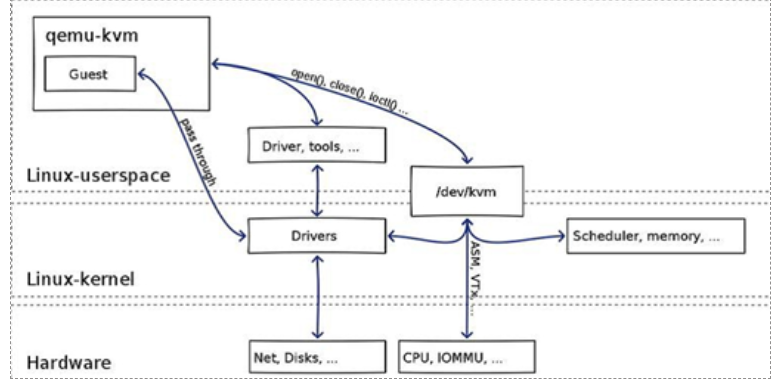 qemu-kvm
Guest
open(), close(), ioctl() ...
pass through
Driver, tools, ...
Linux-userspace
/dev/kvm
Drivers
Scheduler, memory, ...
ASM, VTx, ...
Linux-kernel
Net, Disks, ...
CPU, IOMMU, ...
Hardware